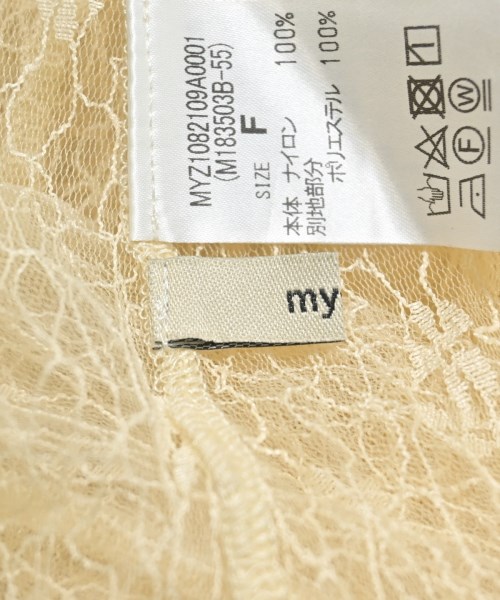 MYZ1082109A0001
(M183503B-55)
SIZE F
本体 ナイロン 100%
別地部分
ポリエステル 100%
my